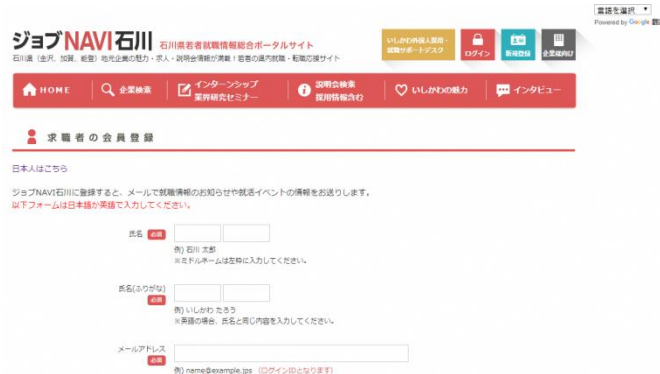 言語を選択 ▼
Powered by Google 翻訳
ジョブNAVI石川 石川県若者就職情報総合ポータルサイト
石川県（金沢、加賀、能登）地元企業の魅力・求人・説明会情報が満載！若者の県内就職・転職応援サイト
いしかわ外国人採用・
就職サポートデスク
ログイン
新規登録
企業様向け
HOME
企業検索
インターンシップ
業界研究セミナー
説明会検索
採用情報含む
いしかわの魅力
インタビュー
求職者の会員登録
日本人はこちら
ジョブNAVI石川に登録すると、メールで就職情報のお知らせや就活イベントの情報をお送りします。
以下フォームは日本語か英語で入力してください。
氏名 必須
例) 石川 太郎
※ミドルネームは左枠に入力してください。
氏名(ふりがな)
必須
例) いしかわ たろう
※英語の場合、氏名と同じ内容を入力してください。
メールアドレス
必須
例) name@example.jps （ログインIDとなります）